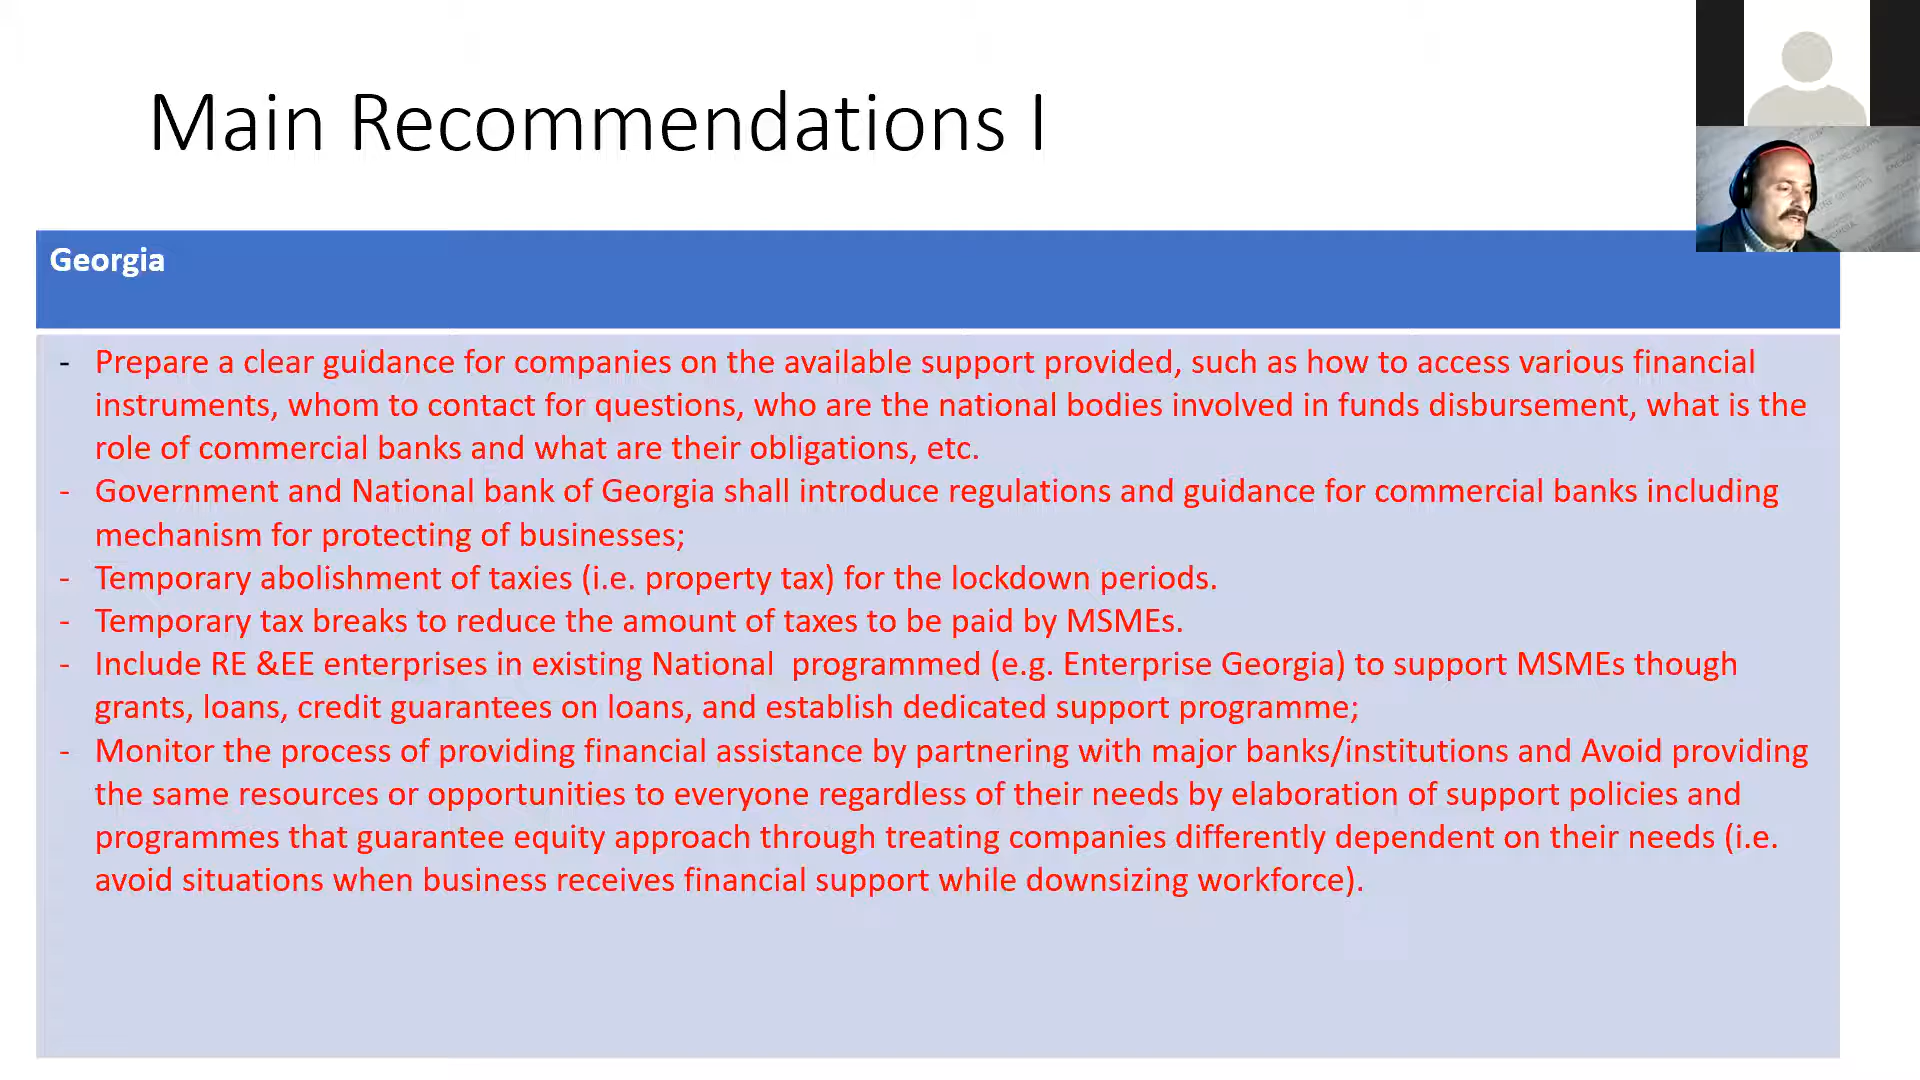 Main Recommendations I
Georgia
- Prepare a clear guidance for companies on the available support provided, such as how to access various financial
instruments, whom to contact for questions, who are the national bodies involved in funds disbursement, what is the
role of commercial banks and what are their obligations, etc.
- Government and National bank of Georgia shall introduce regulations and guidance for commercial banks including
mechanism for protecting of businesses;
- Temporary abolishment of taxies (i.e. property tax) for the lockdown periods.
- Temporary tax breaks to reduce the amount of taxes to be paid by MSMEs.
- Include RE &EE enterprises in existing National  programmed (e.g. Enterprise Georgia) to support MSMEs though
grants, loans, credit guarantees on loans, and establish dedicated support programme;
- Monitor the process of providing financial assistance by partnering with major banks/institutions and Avoid providing
the same resources or opportunities to everyone regardless of their needs by elaboration of support policies and
programmes that guarantee equity approach through treating companies differently dependent on their needs (i.e.
avoid situations when business receives financial support while downsizing workforce).